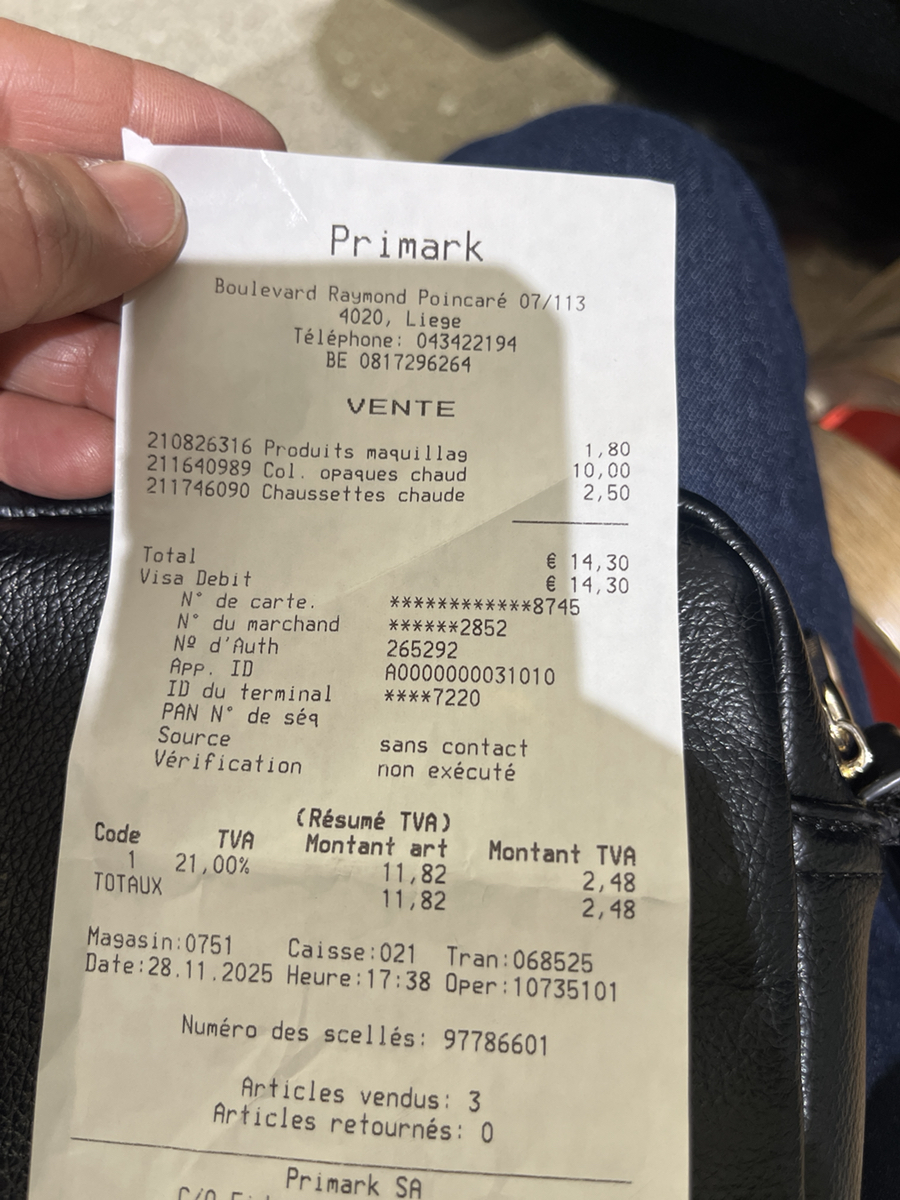 Primark
Boulevard Raymond Poincaré 07/113
4020, Liege
Téléphone: 043422194
BE 0817296264
VENTE
210826316 Produits maquillag 1,80
211640989 Col. opaques chaud 10,00
211746090 Chaussettes chaude 2,50
Total € 14,30
Visa Debit € 14,30
N° de carte. ************8745
N° du marchand ******2852
Nº d'Auth 265292
App. ID A0000000031010
ID du terminal ****7220
PAN N° de séq
Source sans contact
Vérification non exécuté
(Résumé TVA)
Code TVA Montant art Montant TVA
1 21,00% 11,82 2,48
TOTAUX 11,82 2,48
Magasin:0751 Caisse:021 Tran:068525
Date:28.11.2025 Heure:17:38 Oper:10735101
Numéro des scellés: 97786601
Articles vendus: 3
Articles retournés: 0
Primark SA
C/O